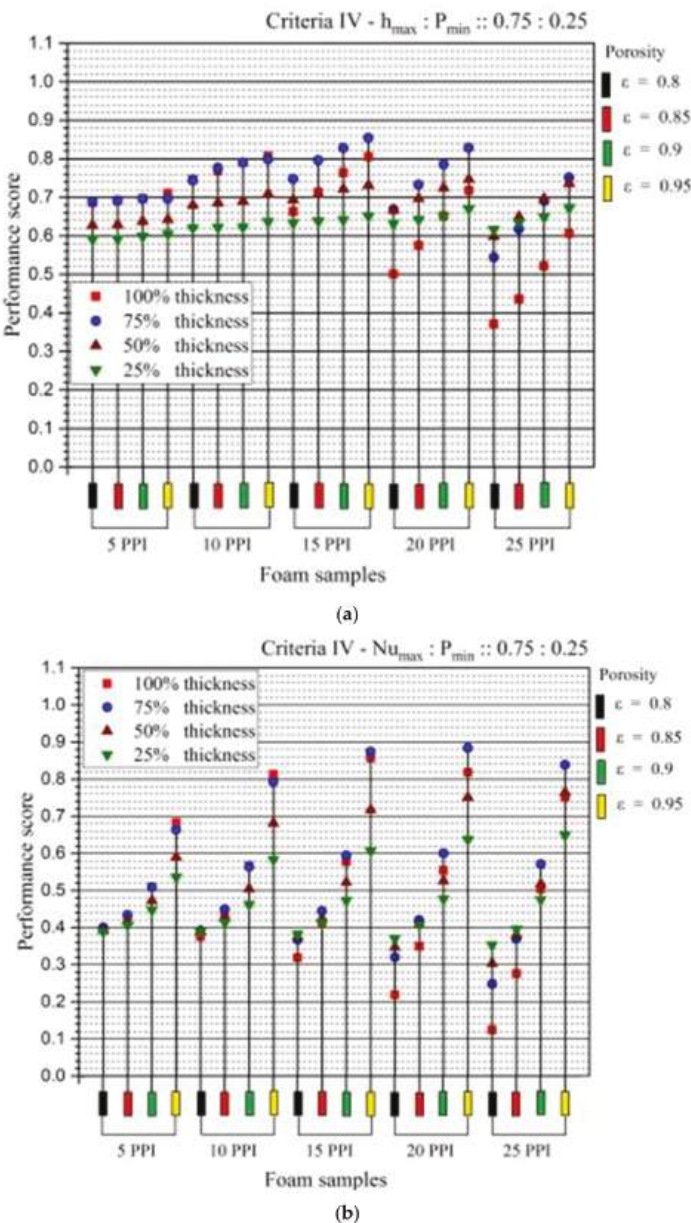 Criteria IV - hmax : Pmin :: 0.75 : 0.25
1.1
1.0
0.9
0.8
0.7
0.6
0.5
0.4
0.3
0.2
0.1
0.0
Performance score
100% thickness
75% thickness
50% thickness
25% thickness
Porosity
ε = 0.8
ε = 0.85
ε = 0.9
ε = 0.95
5 PPI 10 PPI 15 PPI 20 PPI 25 PPI
Foam samples
(a)
Criteria IV - Numax : Pmin :: 0.75 : 0.25
1.1
1.0
0.9
0.8
0.7
0.6
0.5
0.4
0.3
0.2
0.1
0.0
Performance score
100% thickness
75% thickness
50% thickness
25% thickness
Porosity
ε = 0.8
ε = 0.85
ε = 0.9
ε = 0.95
5 PPI 10 PPI 15 PPI 20 PPI 25 PPI
Foam samples
(b)